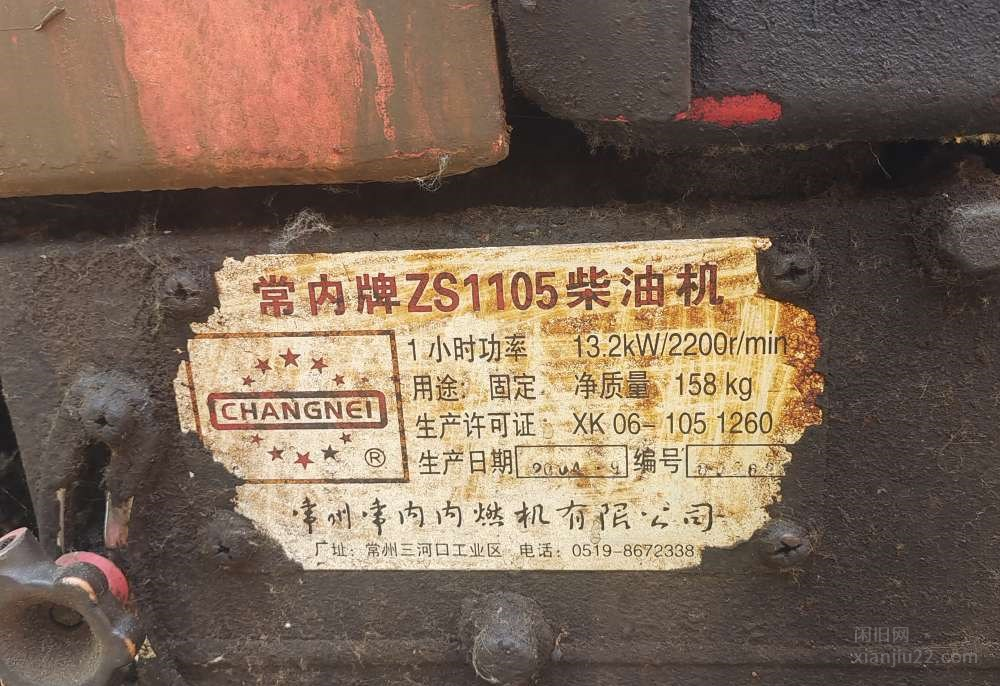 常内牌ZS1105柴油机
CHANGNEI
®
1小时功率 13.2kW/2200r/min
用途: 固定 净质量 158 kg
生产许可证 XK 06-105 1260
生产日期 编号
常州常内内燃机有限公司
厂址: 常州三河口工业区 电话: 0519-8672338
闲旧网
xianjiu22.com